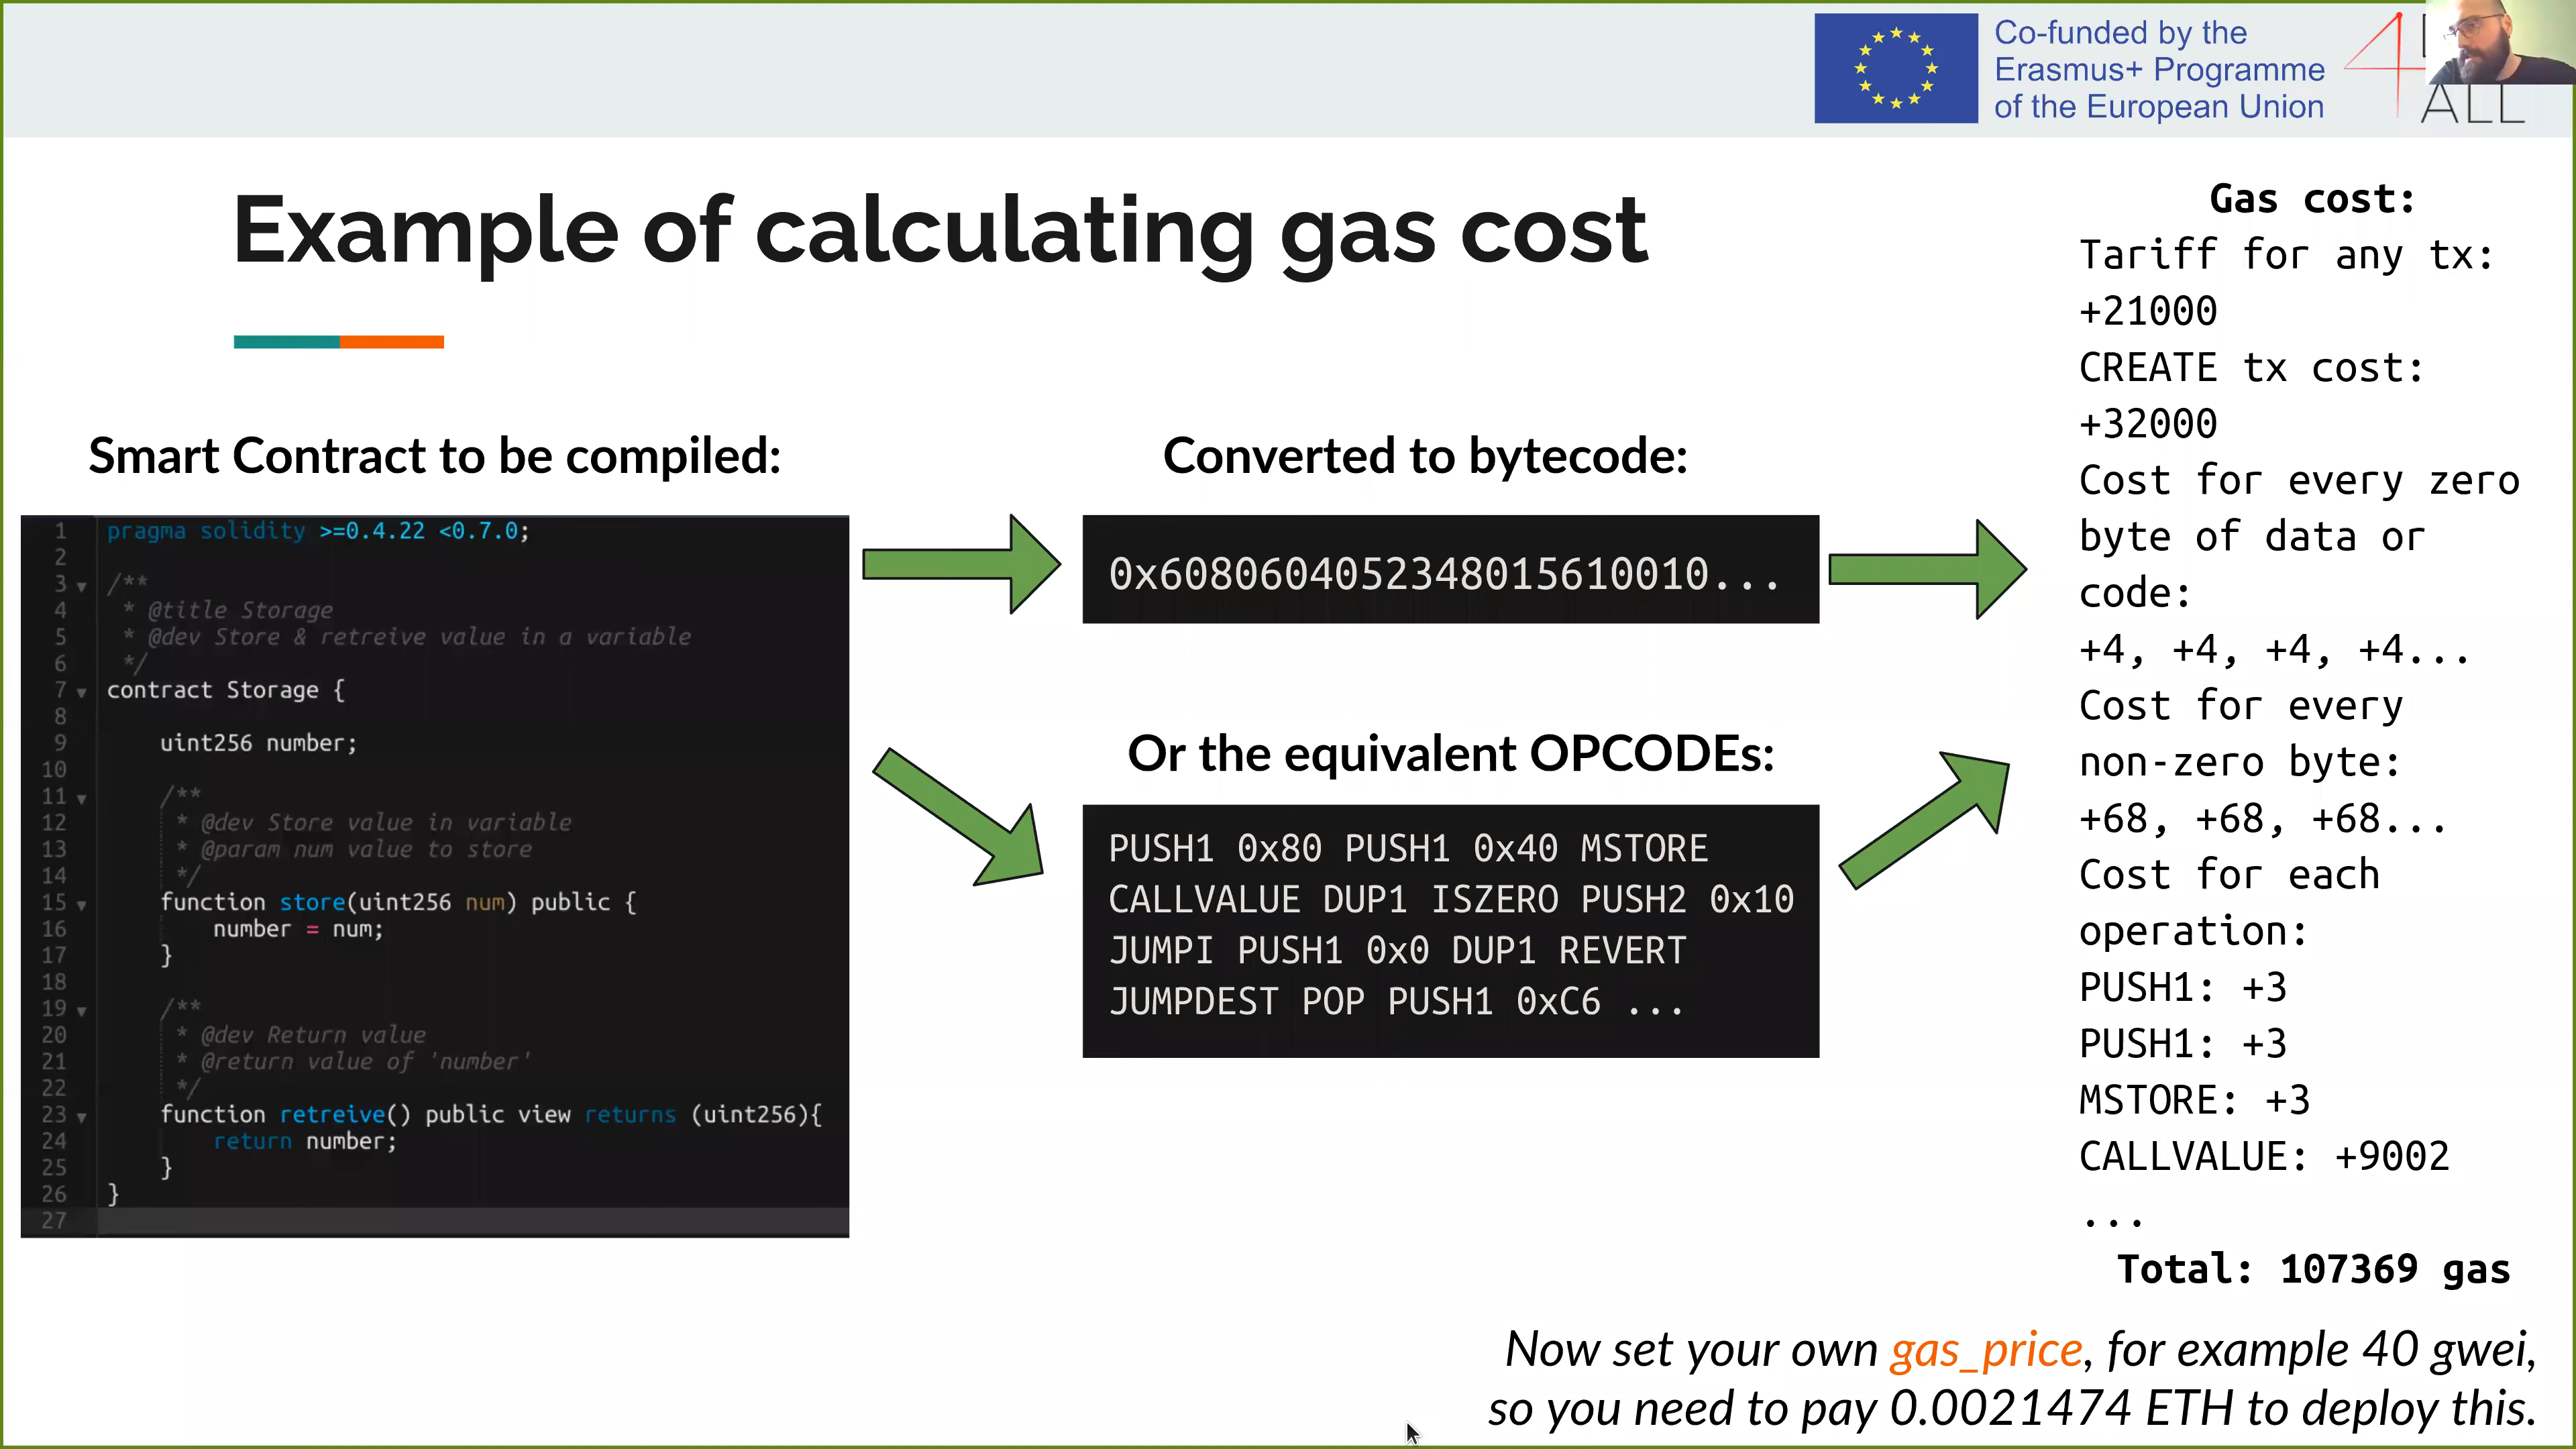 Co-funded by the
Erasmus+ Programme
of the European Union
4
ALL
Example of calculating gas cost
Smart Contract to be compiled:
1 pragma solidity >=0.4.22 <0.7.0;
2
3 /**
4 * @title Storage
5 * @dev Store & retreive value in a variable
6 */
7 contract Storage {
8
9 uint256 number;
10
11 /**
12 * @dev Store value in variable
13 * @param num value to store
14 */
15 function store(uint256 num) public {
16 number = num;
17 }
18
19 /**
20 * @dev Return value
21 * @return value of 'number'
22 */
23 function retreive() public view returns (uint256){
24 return number;
25 }
26 }
27
Converted to bytecode:
0x6080604052348015610010...
Or the equivalent OPCODEs:
PUSH1 0x80 PUSH1 0x40 MSTORE
CALLVALUE DUP1 ISZERO PUSH2 0x10
JUMPI PUSH1 0x0 DUP1 REVERT
JUMPDEST POP PUSH1 0xC6 ...
Gas cost:
Tariff for any tx:
+21000
CREATE tx cost:
+32000
Cost for every zero
byte of data or
code:
+4, +4, +4, +4...
Cost for every
non-zero byte:
+68, +68, +68...
Cost for each
operation:
PUSH1: +3
PUSH1: +3
MSTORE: +3
CALLVALUE: +9002
...
Total: 107369 gas
Now set your own gas_price, for example 40 gwei,
so you need to pay 0.0021474 ETH to deploy this.